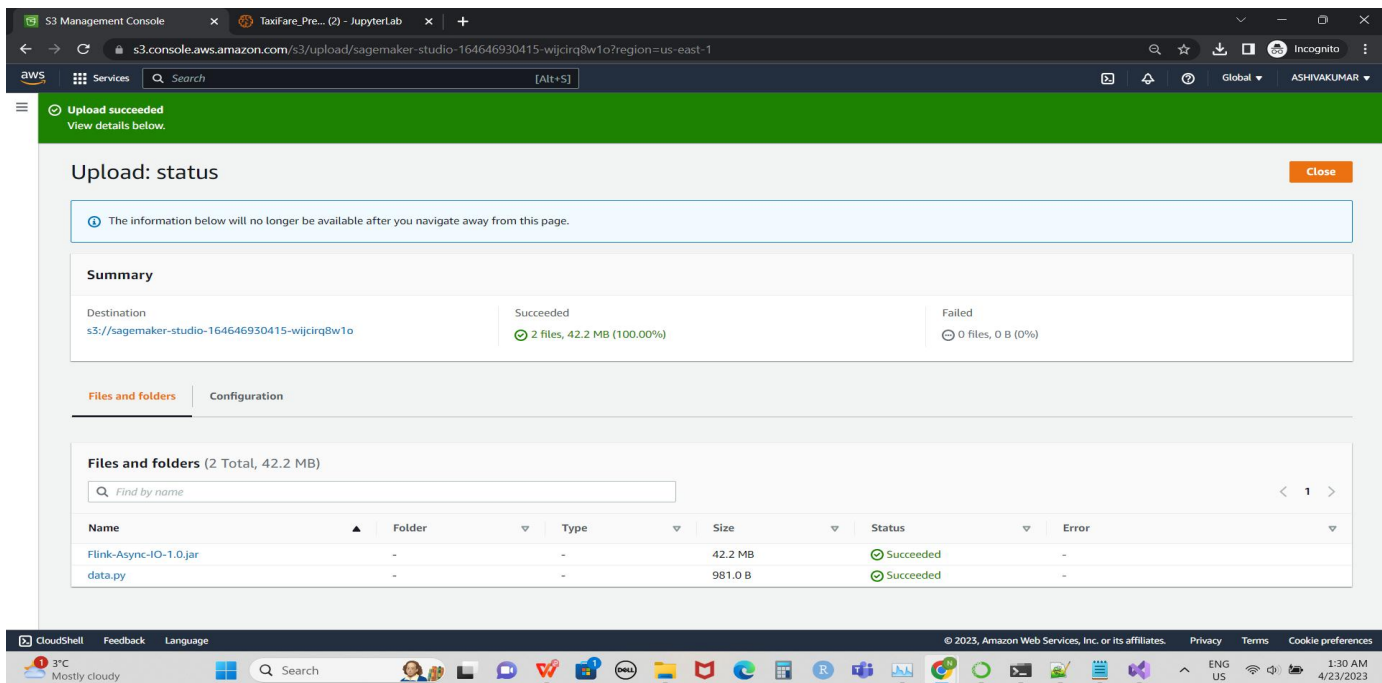 S3 Management Console
TaxiFare_Pre... (2) - JupyterLab
s3.console.aws.amazon.com/s3/upload/sagemaker-studio-164646930415-wijcirq8w1o?region=us-east-1
Incognito
aws
Services
Search
[Alt+S]
Global
ASHIVAKUMAR
Upload succeeded
View details below.
Upload: status
Close
The information below will no longer be available after you navigate away from this page.
Summary
Destination
s3://sagemaker-studio-164646930415-wijcirq8w1o
Succeeded
2 files, 42.2 MB (100.00%)
Failed
0 files, 0 B (0%)
Files and folders
Configuration
Files and folders (2 Total, 42.2 MB)
Find by name
1
Name Folder Type Size Status Error
Flink-Async-IO-1.0.jar - - 42.2 MB Succeeded -
data.py - - 981.0 B Succeeded -
CloudShell Feedback Language
© 2023, Amazon Web Services, Inc. or its affiliates. Privacy Terms Cookie preferences
1
3°C
Mostly cloudy
Search
DELL
ENG
US
1:30 AM
4/23/2023